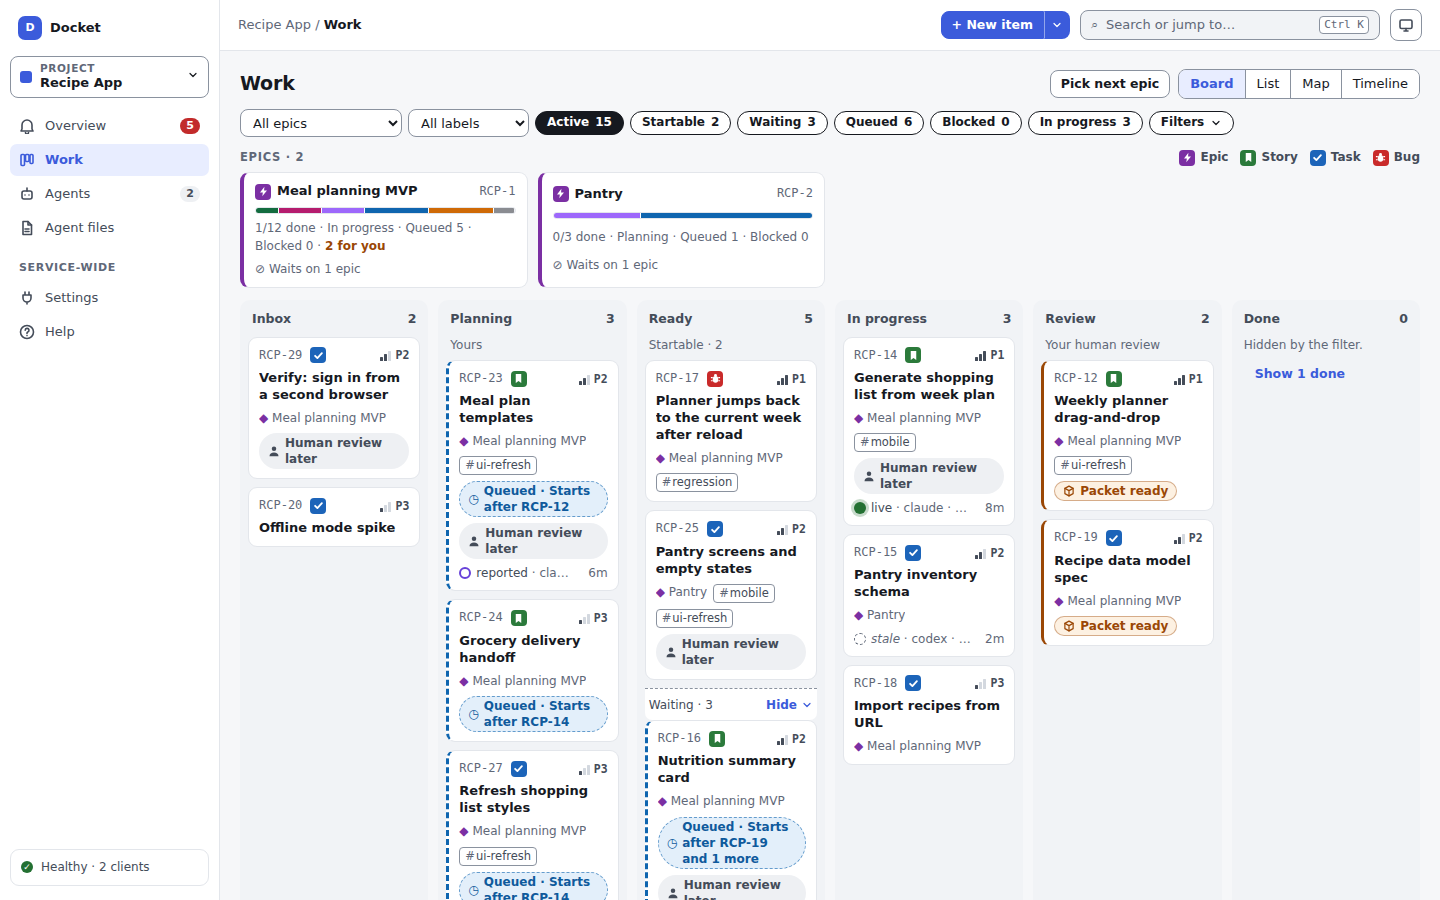 D Docket
PROJECT
Recipe App
Overview 5
Work
Agents 2
Agent files
SERVICE-WIDE
Settings
Help
Healthy · 2 clients
Recipe App / Work
+ New item
Search or jump to…
Ctrl K
Work
Pick next epic
Board List Map Timeline
All epics
All labels
Active 15
Startable 2
Waiting 3
Queued 6
Blocked 0
In progress 3
Filters
EPICS · 2
Epic Story Task Bug
Meal planning MVP RCP-1
1/12 done · In progress · Queued 5 ·
Blocked 0 · 2 for you
Waits on 1 epic
Pantry RCP-2
0/3 done · Planning · Queued 1 · Blocked 0
Waits on 1 epic
Inbox 2
RCP-29 P2
Verify: sign in from
a second browser
Meal planning MVP
Human review
later
RCP-20 P3
Offline mode spike
Planning 3
Yours
RCP-23 P2
Meal plan
templates
Meal planning MVP
#ui-refresh
Queued · Starts
after RCP-12
Human review
later
reported · cla… 6m
RCP-24 P3
Grocery delivery
handoff
Meal planning MVP
Queued · Starts
after RCP-14
RCP-27 P3
Refresh shopping
list styles
Meal planning MVP
#ui-refresh
Queued · Starts
after RCP-14
Ready 5
Startable · 2
RCP-17 P1
Planner jumps back
to the current week
after reload
Meal planning MVP
#regression
RCP-25 P2
Pantry screens and
empty states
Pantry #mobile
#ui-refresh
Human review
later
Waiting · 3 Hide
RCP-16 P2
Nutrition summary
card
Meal planning MVP
Queued · Starts
after RCP-19
and 1 more
Human review
later
In progress 3
RCP-14 P1
Generate shopping
list from week plan
Meal planning MVP
#mobile
Human review
later
live · claude · … 8m
RCP-15 P2
Pantry inventory
schema
Pantry
stale · codex · … 2m
RCP-18 P3
Import recipes from
URL
Meal planning MVP
Review 2
Your human review
RCP-12 P1
Weekly planner
drag-and-drop
Meal planning MVP
#ui-refresh
Packet ready
RCP-19 P2
Recipe data model
spec
Meal planning MVP
Packet ready
Done 0
Hidden by the filter.
Show 1 done